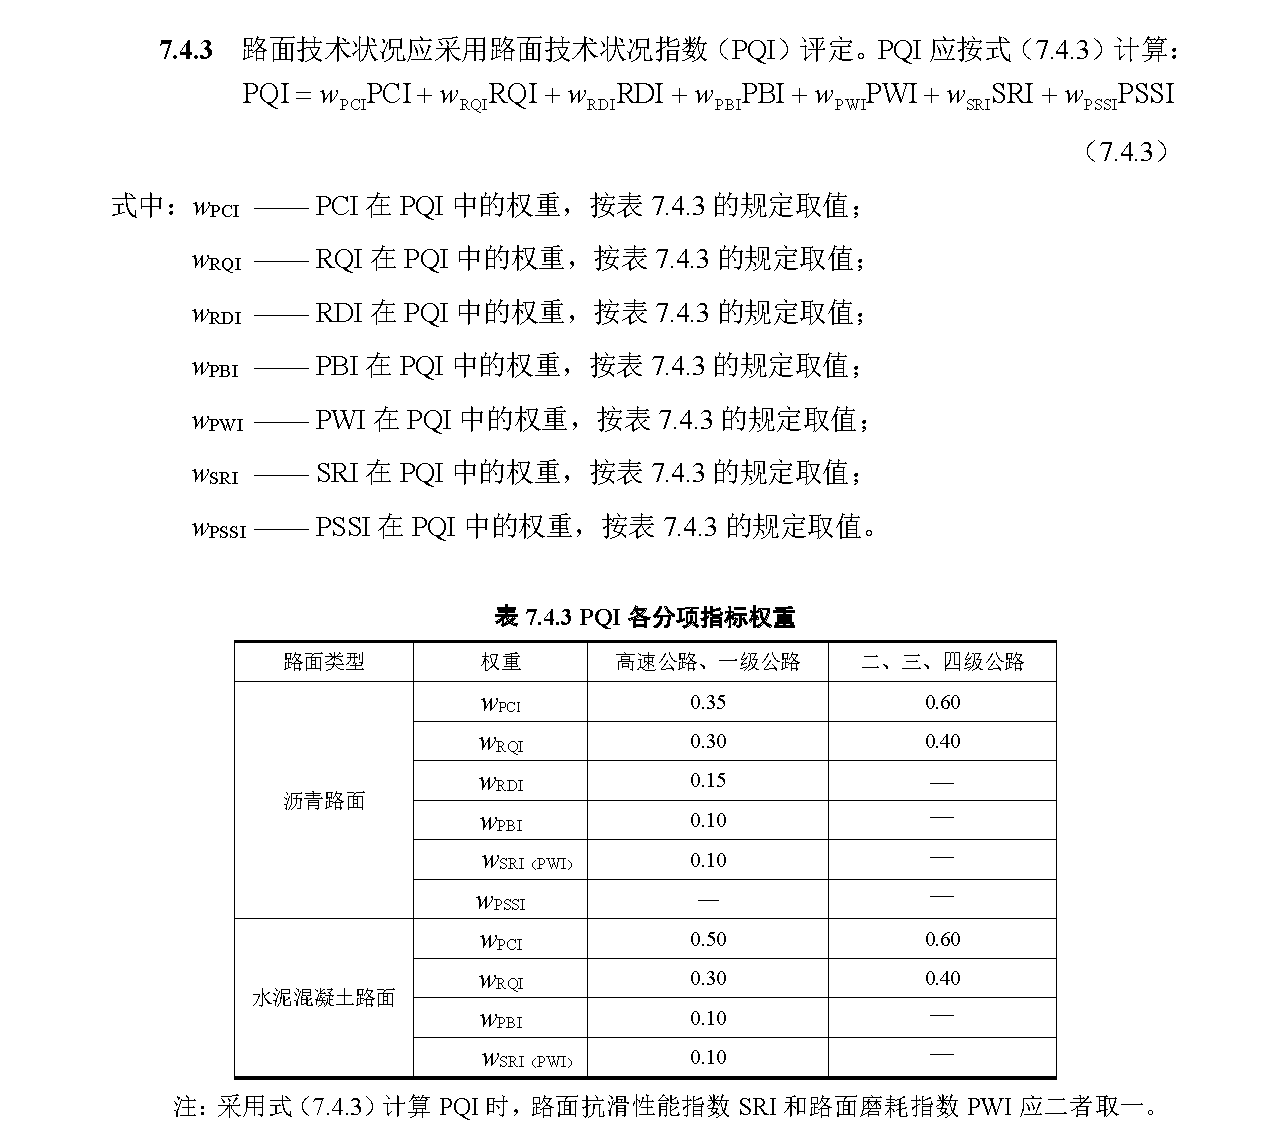 7.4.3 路面技术状况应采用路面技术状况指数（PQI）评定。PQI 应按式（7.4.3）计算：
PQI = wPCIPCI + wRQIRQI + wRDIRDI + wPBIPBI + wPWIPWI + wSRISRI + wPSSIPSSI
（7.4.3）
式中：wPCI —— PCI 在 PQI 中的权重，按表 7.4.3 的规定取值；
wRQI —— RQI 在 PQI 中的权重，按表 7.4.3 的规定取值；
wRDI —— RDI 在 PQI 中的权重，按表 7.4.3 的规定取值；
wPBI —— PBI 在 PQI 中的权重，按表 7.4.3 的规定取值；
wPWI —— PWI 在 PQI 中的权重，按表 7.4.3 的规定取值；
wSRI —— SRI 在 PQI 中的权重，按表 7.4.3 的规定取值；
wPSSI —— PSSI 在 PQI 中的权重，按表 7.4.3 的规定取值。
表 7.4.3 PQI 各分项指标权重
路面类型 权重 高速公路、一级公路 二、三、四级公路
沥青路面 wPCI 0.35 0.60
wRQI 0.30 0.40
wRDI 0.15 —
wPBI 0.10 —
wSRI（PWI） 0.10 —
wPSSI — —
水泥混凝土路面 wPCI 0.50 0.60
wRQI 0.30 0.40
wPBI 0.10 —
wSRI（PWI） 0.10 —
注：采用式（7.4.3）计算 PQI 时，路面抗滑性能指数 SRI 和路面磨耗指数 PWI 应二者取一。